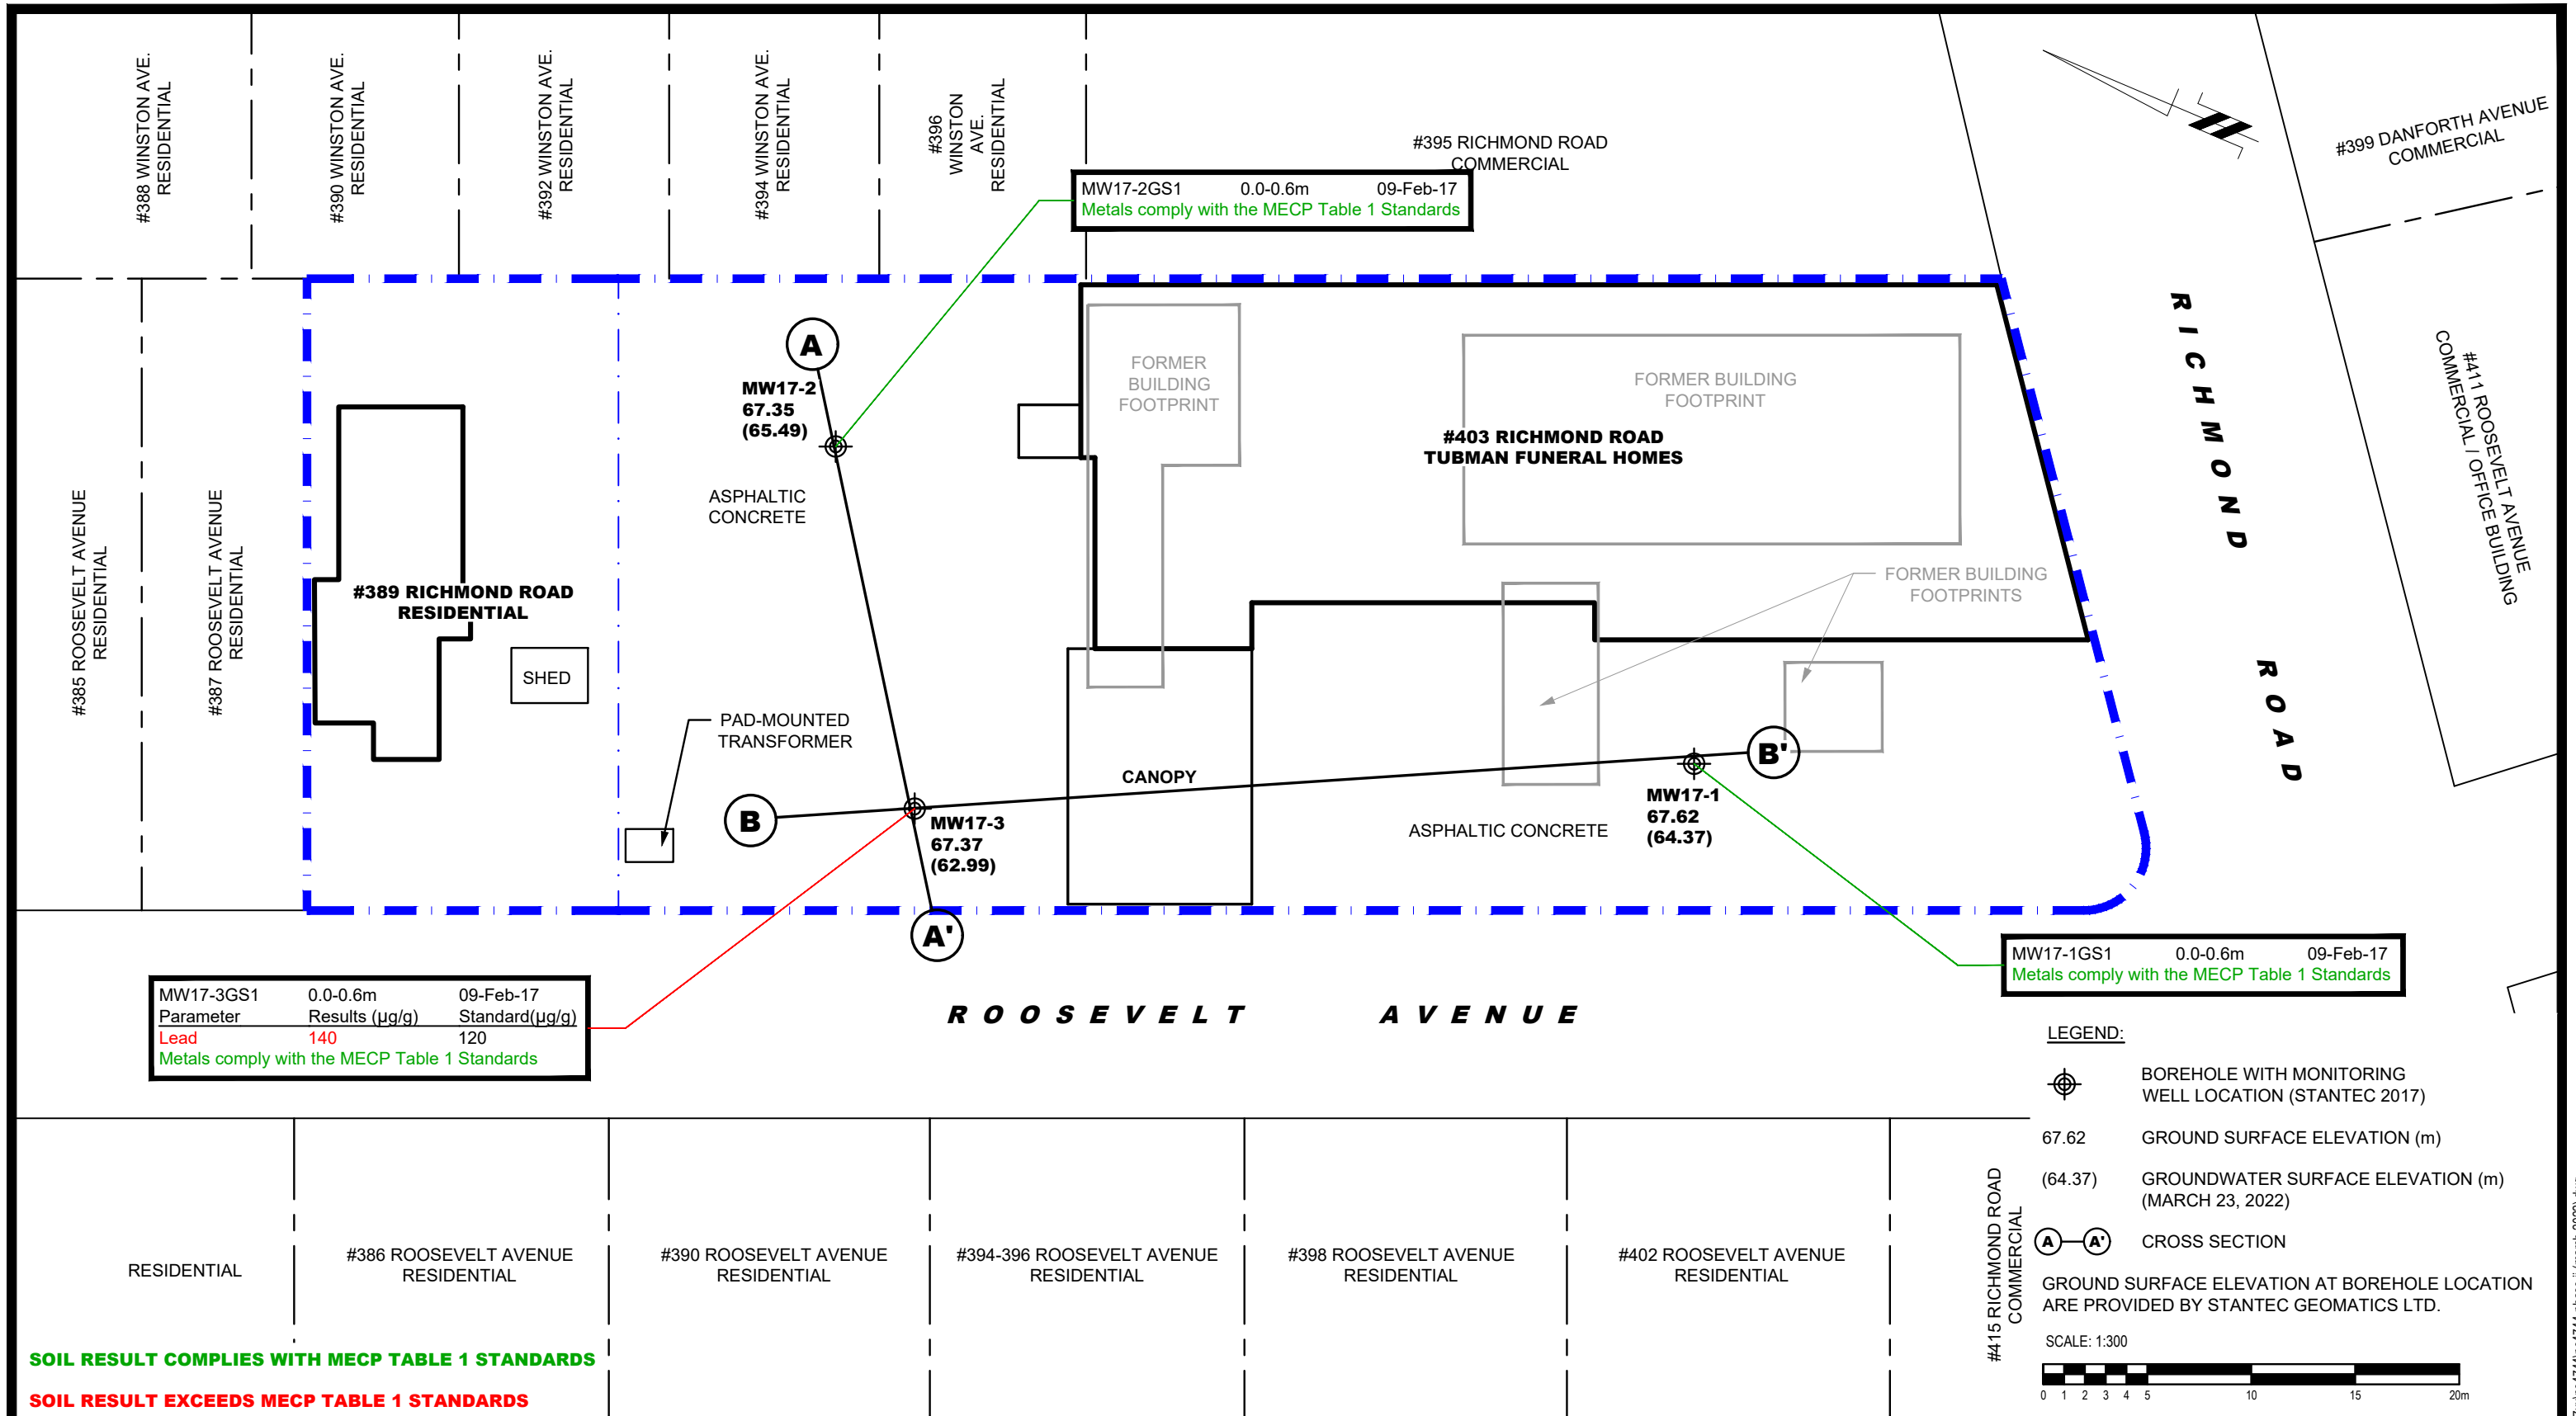 #388 WINSTON AVE.
RESIDENTIAL
#390 WINSTON AVE.
RESIDENTIAL
#392 WINSTON AVE.
RESIDENTIAL
#394 WINSTON AVE.
RESIDENTIAL
#396
WINSTON
AVE.
RESIDENTIAL
#395 RICHMOND ROAD
COMMERCIAL
#399 DANFORTH AVENUE
COMMERCIAL
MW17-2GS1 0.0-0.6m 09-Feb-17
Metals comply with the MECP Table 1 Standards
#411 ROOSEVELT AVENUE
COMMERCIAL / OFFICE BUILDING
RICHMOND ROAD
#385 ROOSEVELT AVENUE
RESIDENTIAL
#387 ROOSEVELT AVENUE
RESIDENTIAL
A
MW17-2
67.35
(65.49)
ASPHALTIC
CONCRETE
FORMER
BUILDING
FOOTPRINT
FORMER BUILDING
FOOTPRINT
#403 RICHMOND ROAD
TUBMAN FUNERAL HOMES
FORMER BUILDING
FOOTPRINTS
#389 RICHMOND ROAD
RESIDENTIAL
SHED
PAD-MOUNTED
TRANSFORMER
CANOPY
B
B'
MW17-3
67.37
(62.99)
MW17-1
67.62
(64.37)
ASPHALTIC CONCRETE
A'
MW17-1GS1 0.0-0.6m 09-Feb-17
Metals comply with the MECP Table 1 Standards
MW17-3GS1 0.0-0.6m 09-Feb-17
Parameter Results (µg/g) Standard(µg/g)
Lead 140 120
Metals comply with the MECP Table 1 Standards
ROOSEVELT AVENUE
LEGEND:
BOREHOLE WITH MONITORING
WELL LOCATION (STANTEC 2017)
67.62 GROUND SURFACE ELEVATION (m)
(64.37) GROUNDWATER SURFACE ELEVATION (m)
(MARCH 23, 2022)
A A' CROSS SECTION
GROUND SURFACE ELEVATION AT BOREHOLE LOCATION
ARE PROVIDED BY STANTEC GEOMATICS LTD.
SCALE: 1:300
0 1 2 3 4 5 10 15 20m
RESIDENTIAL
#386 ROOSEVELT AVENUE
RESIDENTIAL
#390 ROOSEVELT AVENUE
RESIDENTIAL
#394-396 ROOSEVELT AVENUE
RESIDENTIAL
#398 ROOSEVELT AVENUE
RESIDENTIAL
#402 ROOSEVELT AVENUE
RESIDENTIAL
#415 RICHMOND ROAD
COMMERCIAL
SOIL RESULT COMPLIES WITH MECP TABLE 1 STANDARDS
SOIL RESULT EXCEEDS MECP TABLE 1 STANDARDS